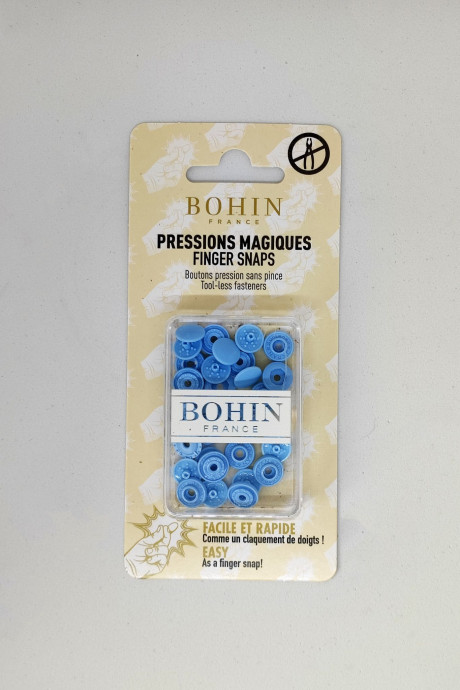 BOHIN
FRANCE
PRESSIONS MAGIQUES
FINGER SNAPS
Boutons pression sans pince
Tool-less fasteners
BOHIN
FRANCE
FACILE ET RAPIDE
Comme un claquement de doigts !
EASY
As a finger snap!